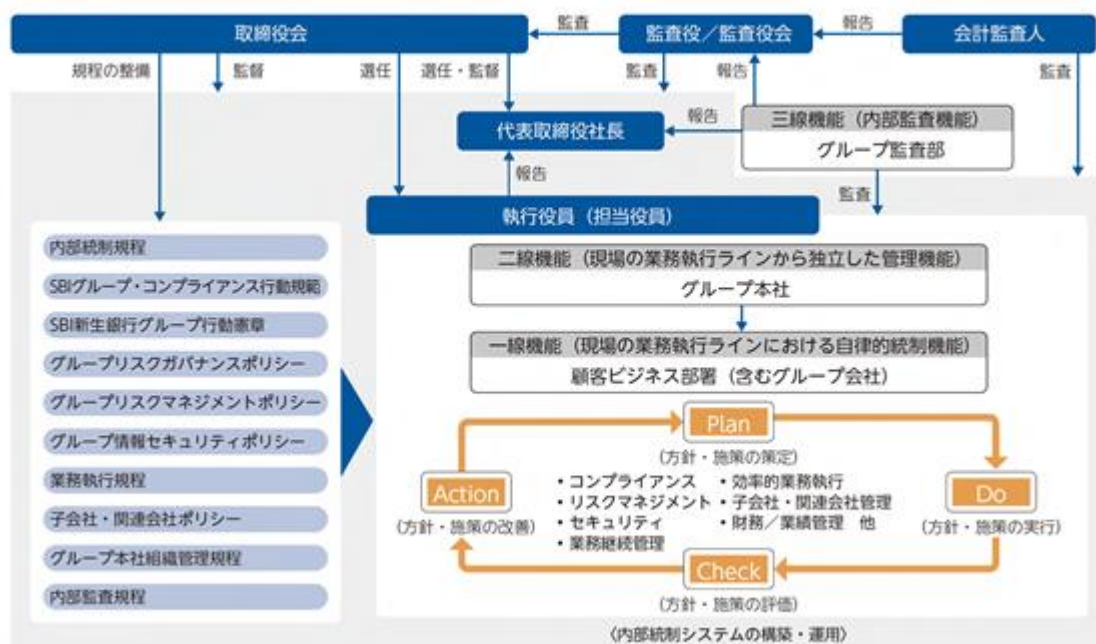 取締役会
監査
監査役／監査役会
報告
会計監査人
規程の整備
監督
選任
選任・監督
監査
報告
監査
代表取締役社長
報告
三線機能（内部監査機能）
グループ監査部
報告
監査
執行役員（担当役員）
内部統制規程
SBIグループ・コンプライアンス行動規範
SBI新生銀行グループ行動憲章
グループリスクガバナンスポリシー
グループリスクマネジメントポリシー
グループ情報セキュリティポリシー
業務執行規程
子会社・関連会社ポリシー
グループ本社組織管理規程
内部監査規程
二線機能（現場の業務執行ラインから独立した管理機能）
グループ本社
一線機能（現場の業務執行ラインにおける自律的統制機能）
顧客ビジネス部署（含むグループ会社）
Plan
（方針・施策の策定）
Action
（方針・施策の改善）
・コンプライアンス
・リスクマネジメント
・セキュリティ
・業務継続管理
・効率的業務執行
・子会社・関連会社管理
・財務／業績管理 他
Do
（方針・施策の実行）
Check
（方針・施策の評価）
〈内部統制システムの構築・運用〉